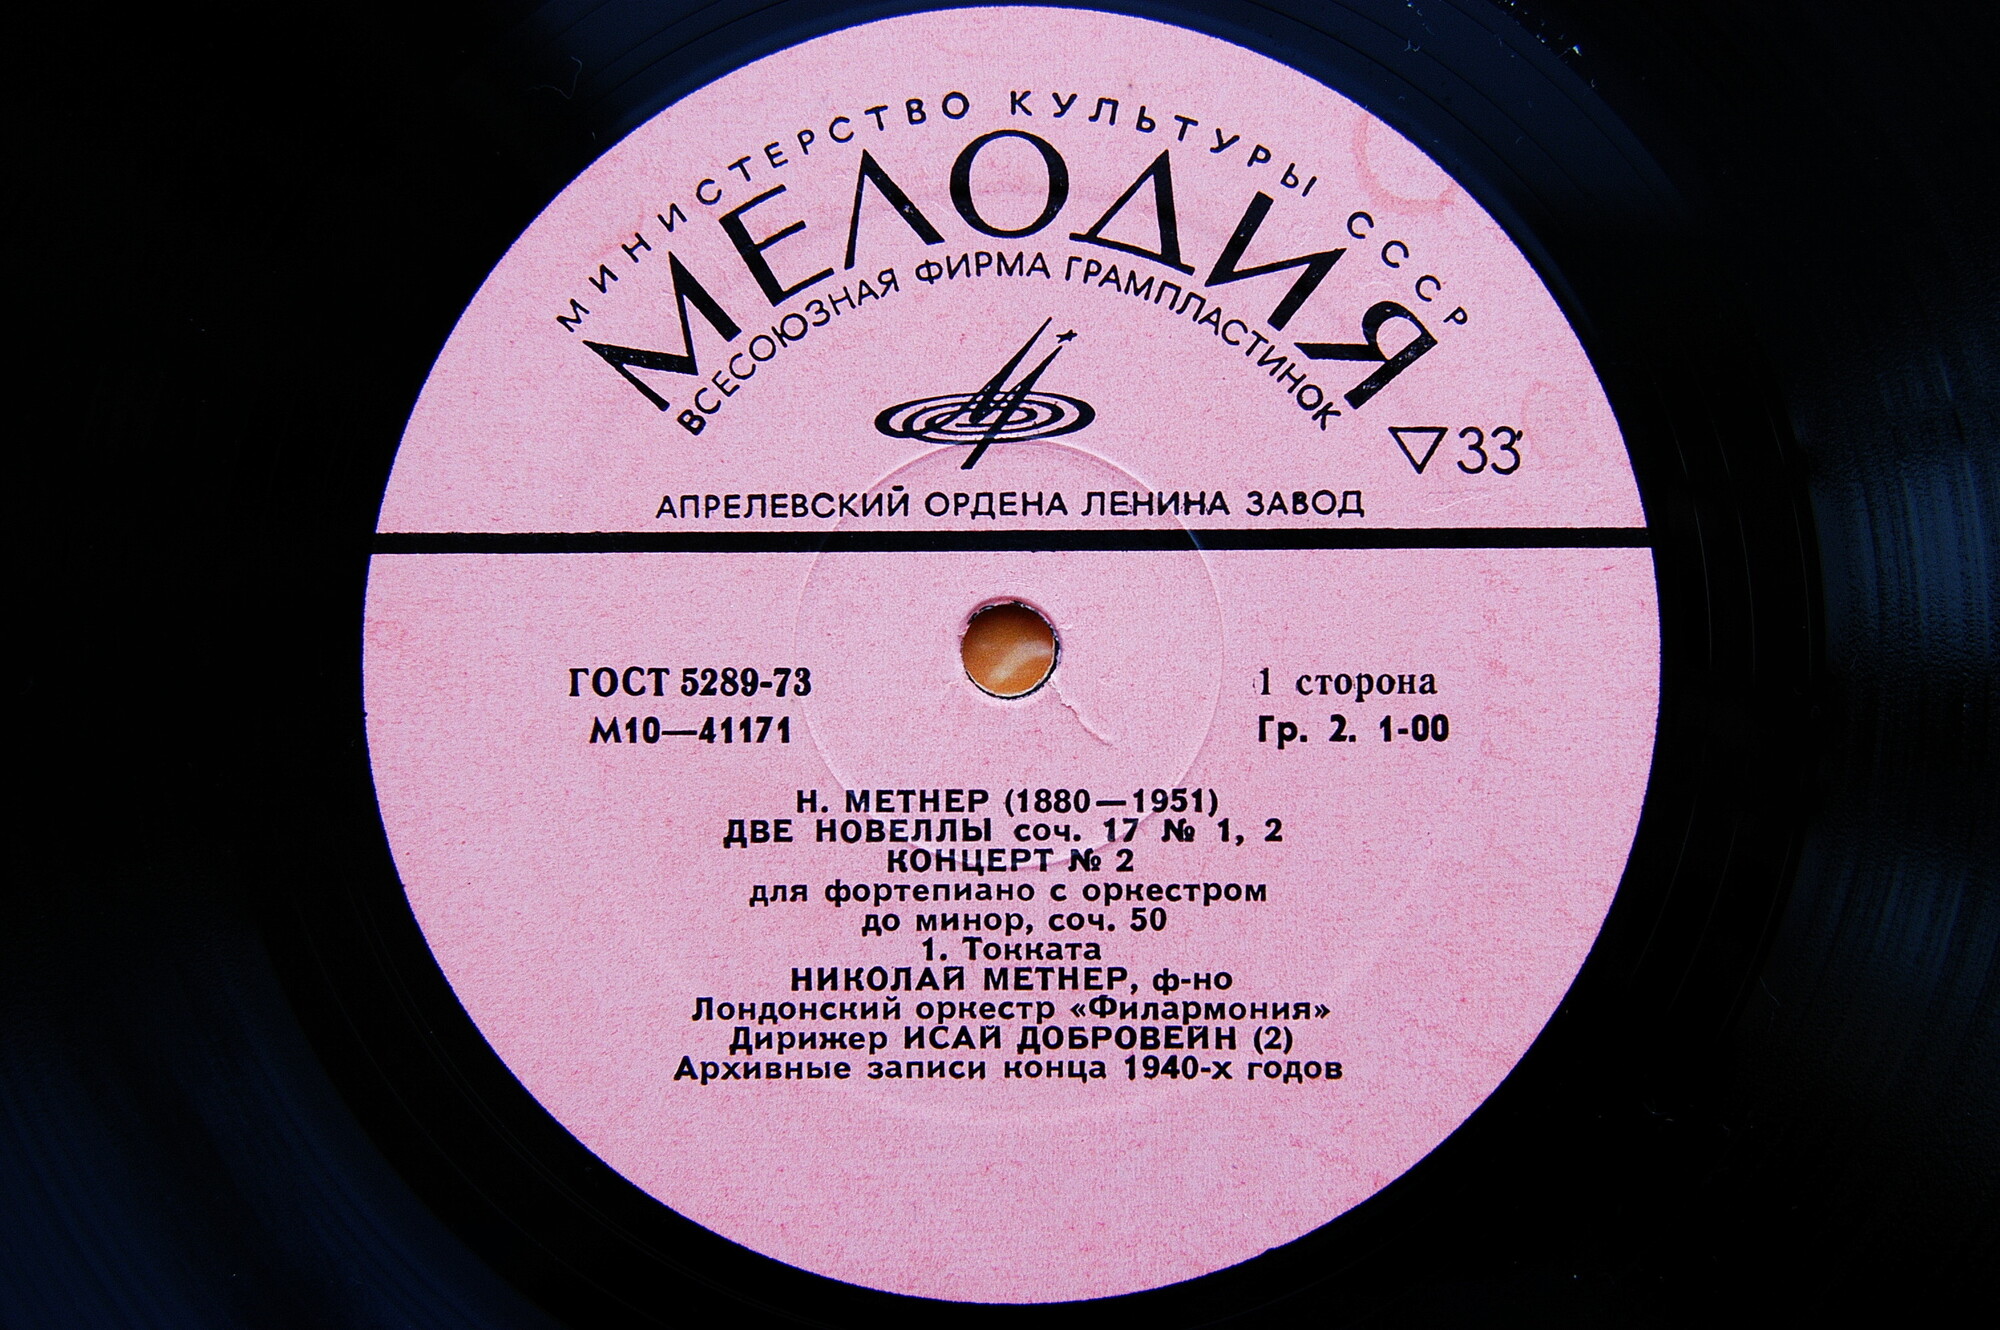 МИНИСТЕРСТВО КУЛЬТУРЫ СССР
МЕЛОДИЯ
ВСЕСОЮЗНАЯ ФИРМА ГРАМПЛАСТИНОК
▽33
АПРЕЛЕВСКИЙ ОРДЕНА ЛЕНИНА ЗАВОД
ГОСТ 5289-73
М10—41171
1 сторона
Гр. 2. 1-00
Н. МЕТНЕР (1880—1951)
ДВЕ НОВЕЛЛЫ соч. 17 № 1, 2
КОНЦЕРТ № 2
для фортепиано с оркестром
до минор, соч. 50
1. Токката
НИКОЛАЙ МЕТНЕР, ф-но
Лондонский оркестр «Филармония»
Дирижер ИСАЙ ДОБРОВЕЙН (2)
Архивные записи конца 1940-х годов